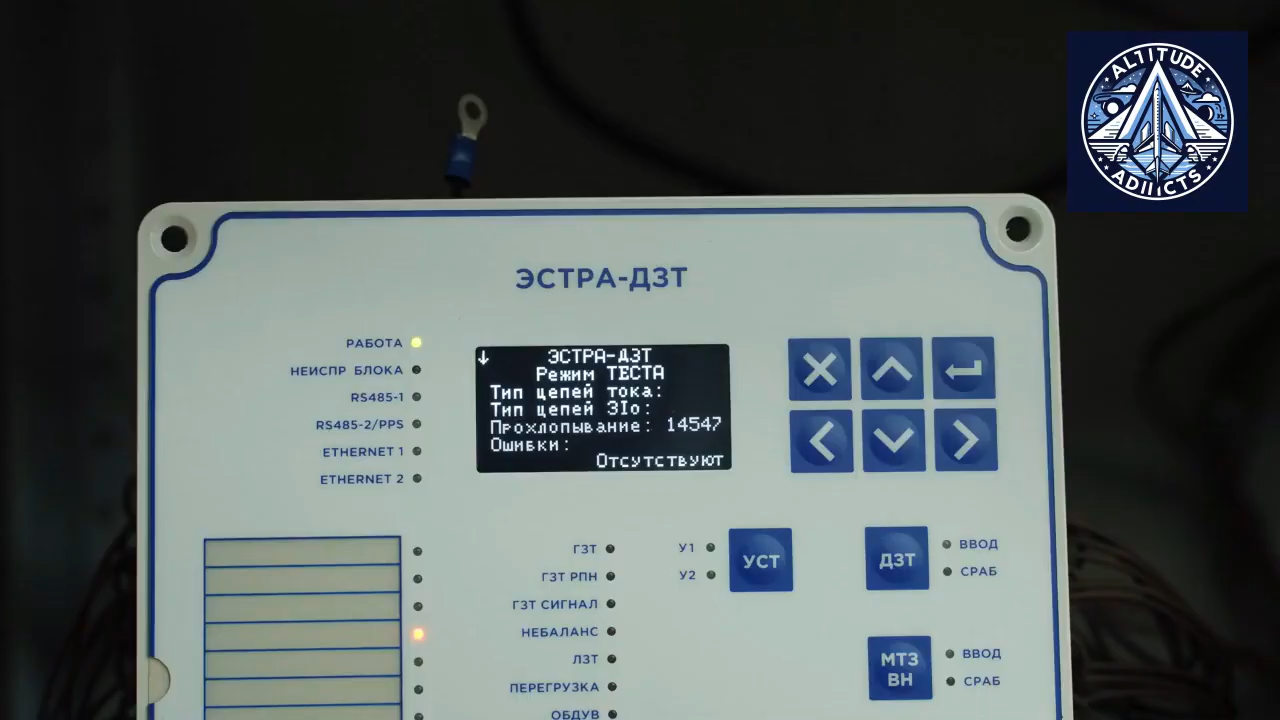 ALTITUDE
ADIICTS
ЭСТРА-ДЗТ
РАБОТА
НЕИСПР БЛОКА
RS485-1
RS485-2/PPS
ETHERNET 1
ETHERNET 2
↓ ЭСТРА-ДЗТ
Режим ТЕСТА
Тип цепей тока:
Тип цепей 3Io:
Прохлопывание: 14547
Ошибки:
Отсутствуют
ГЗТ
ГЗТ РПН
ГЗТ СИГНАЛ
НЕБАЛАНС
ЛЗТ
ПЕРЕГРУЗКА
ОБДУВ
У1
У2
УСТ
ДЗТ
ВВОД
СРАБ
МТЗ
ВН
ВВОД
СРАБ